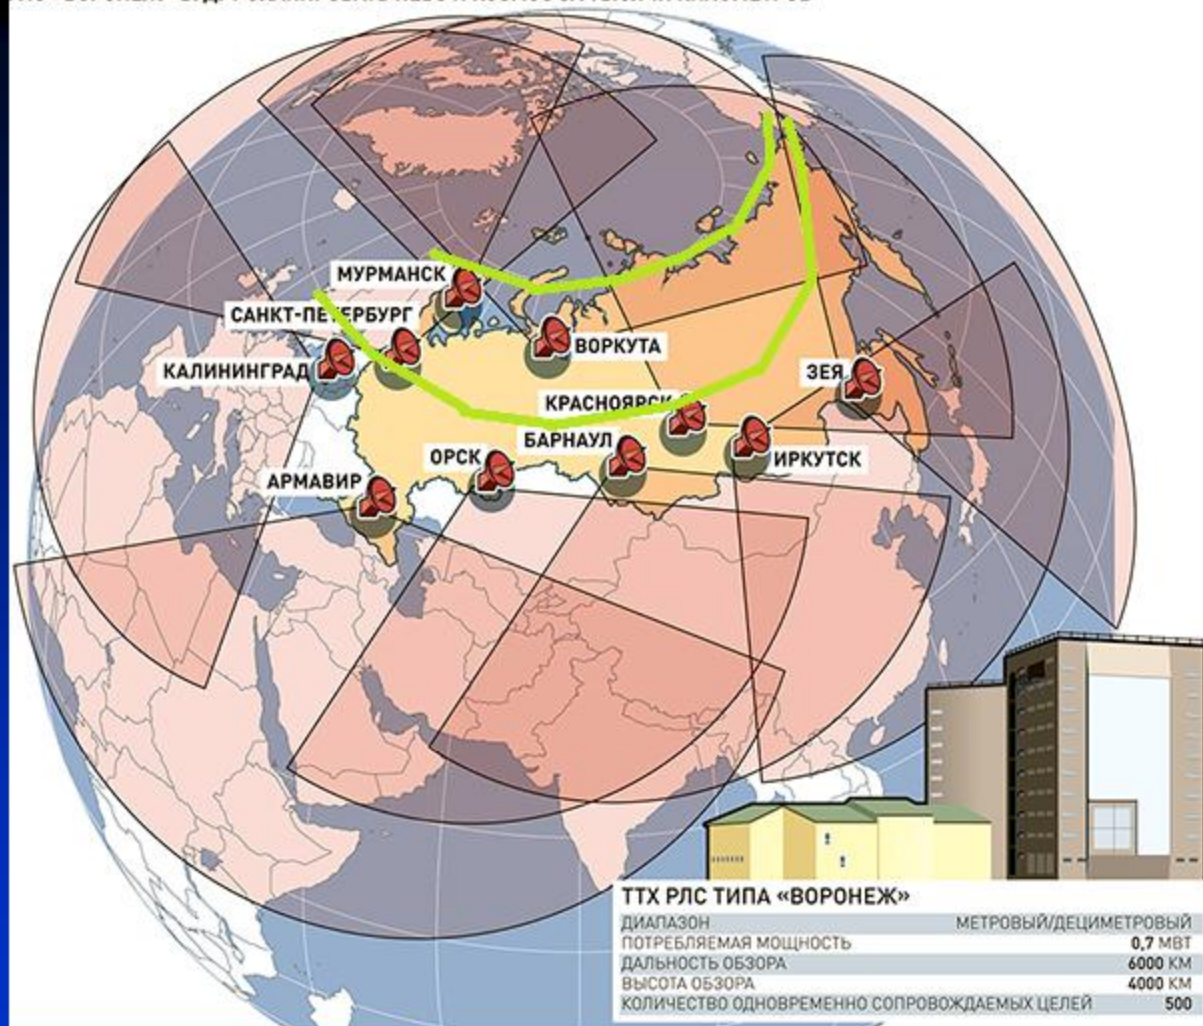 МУРМАНСК
САНКТ-ПЕТЕРБУРГ
ВОРКУТА
КАЛИНИНГРАД
ЗЕЯ
КРАСНОЯРСК
БАРНАУЛ
ИРКУТСК
ОРСК
АРМАВИР
ТТХ РЛС ТИПА «ВОРОНЕЖ»
ДИАПАЗОН МЕТРОВЫЙ/ДЕЦИМЕТРОВЫЙ
ПОТРЕБЛЯЕМАЯ МОЩНОСТЬ 0,7 МВТ
ДАЛЬНОСТЬ ОБЗОРА 6000 КМ
ВЫСОТА ОБЗОРА 4000 КМ
КОЛИЧЕСТВО ОДНОВРЕМЕННО СОПРОВОЖДАЕМЫХ ЦЕЛЕЙ 500